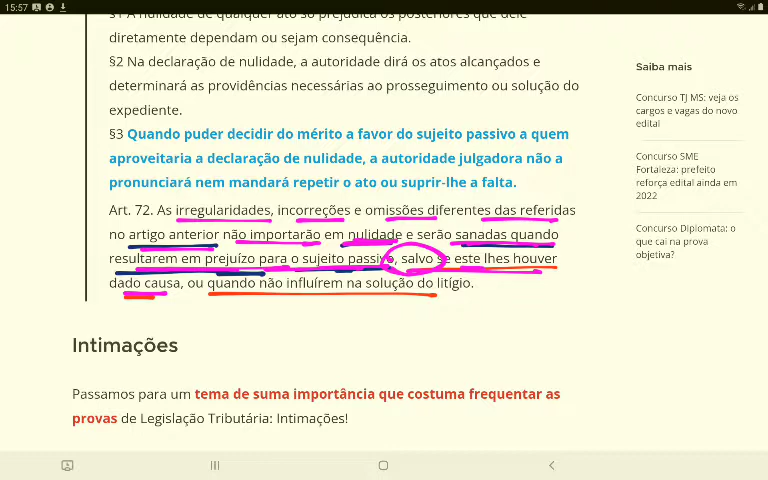 15:57
§1 A nulidade de qualquer ato só prejudica os posteriores que dele
diretamente dependam ou sejam consequência.
§2 Na declaração de nulidade, a autoridade dirá os atos alcançados e
determinará as providências necessárias ao prosseguimento ou solução do
expediente.
§3 Quando puder decidir do mérito a favor do sujeito passivo a quem
aproveitaria a declaração de nulidade, a autoridade julgadora não a
pronunciará nem mandará repetir o ato ou suprir-lhe a falta.
Art. 72. As irregularidades, incorreções e omissões diferentes das referidas
no artigo anterior não importarão em nulidade e serão sanadas quando
resultarem em prejuízo para o sujeito passivo, salvo se este lhes houver
dado causa, ou quando não influírem na solução do litígio.
Intimações
Passamos para um tema de suma importância que costuma frequentar as
provas de Legislação Tributária: Intimações!
Saiba mais
Concurso TJ MS: veja os
cargos e vagas do novo
edital
Concurso SME
Fortaleza: prefeito
reforça edital ainda em
2022
Concurso Diplomata: o
que cai na prova
objetiva?